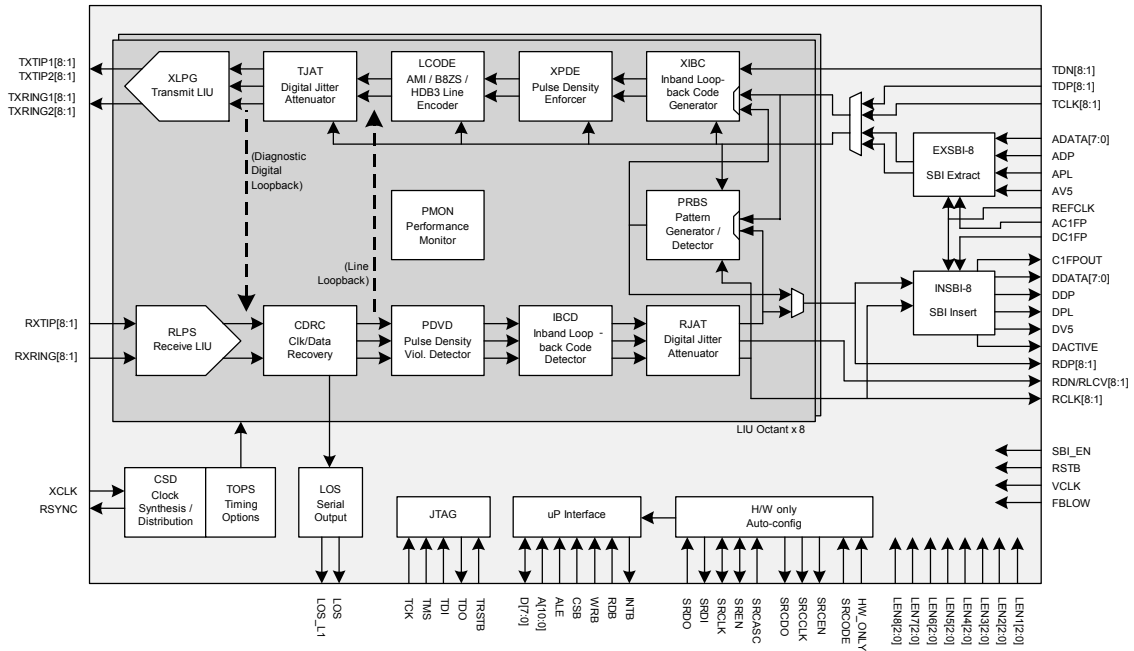 TXTIP1[8:1]
TXTIP2[8:1]
TXRING1[8:1]
TXRING2[8:1]
XLPG
Transmit LIU
TJAT
Digital Jitter
Attenuator
LCODE
AMI / B8ZS /
HDB3 Line
Encoder
XPDE
Pulse Density
Enforcer
XIBC
Inband Loop-
back Code
Generator
TDN[8:1]
TDP[8:1]
TCLK[8:1]
EXSBI-8
SBI Extract
ADATA[7:0]
ADP
APL
AV5
REFCLK
AC1FP
DC1FP
(Diagnostic
Digital
Loopback)
(Line
Loopback)
PMON
Performance
Monitor
PRBS
Pattern
Generator /
Detector
INSBI-8
SBI Insert
C1FPOUT
DDATA[7:0]
DDP
DPL
DV5
DACTIVE
RDP[8:1]
RDN/RLCV[8:1]
RCLK[8:1]
RXTIP[8:1]
RXRING[8:1]
RLPS
Receive LIU
CDRC
Clk/Data
Recovery
PDVD
Pulse Density
Viol. Detector
IBCD
Inband Loop -
back Code
Detector
RJAT
Digital Jitter
Attenuator
LIU Octant x 8
XCLK
RSYNC
CSD
Clock
Synthesis /
Distribution
TOPS
Timing
Options
LOS
Serial
Output
JTAG
uP Interface
H/W only
Auto-config
SBI_EN
RSTB
VCLK
FBLOW
LOS_L1
LOS
TCK
TMS
TDI
TDO
TRSTB
D[7:0]
A[10:0]
ALE
CSB
WRB
RDB
INTB
SRDO
SRDI
SRCLK
SREN
SRCASC
SRCDO
SRCCLK
SRCEN
SRCODE
HW_ONLY
LEN8[2:0]
LEN7[2:0]
LEN6[2:0]
LEN5[2:0]
LEN4[2:0]
LEN3[2:0]
LEN2[2:0]
LEN1[2:0]